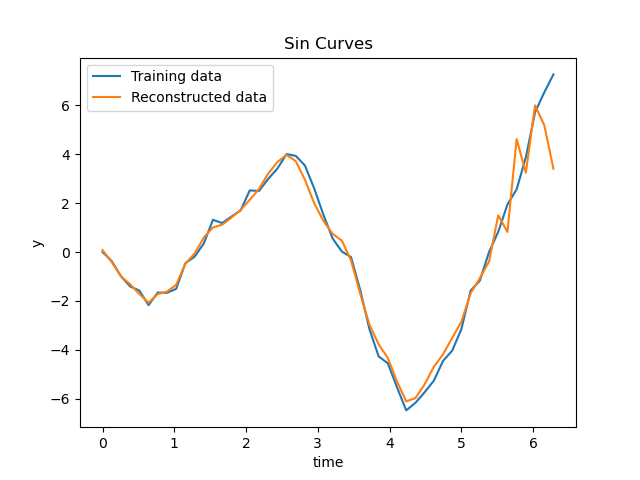 Sin Curves
Training data
Reconstructed data
6
4
2
0
−2
−4
−6
y
0 1 2 3 4 5 6
time